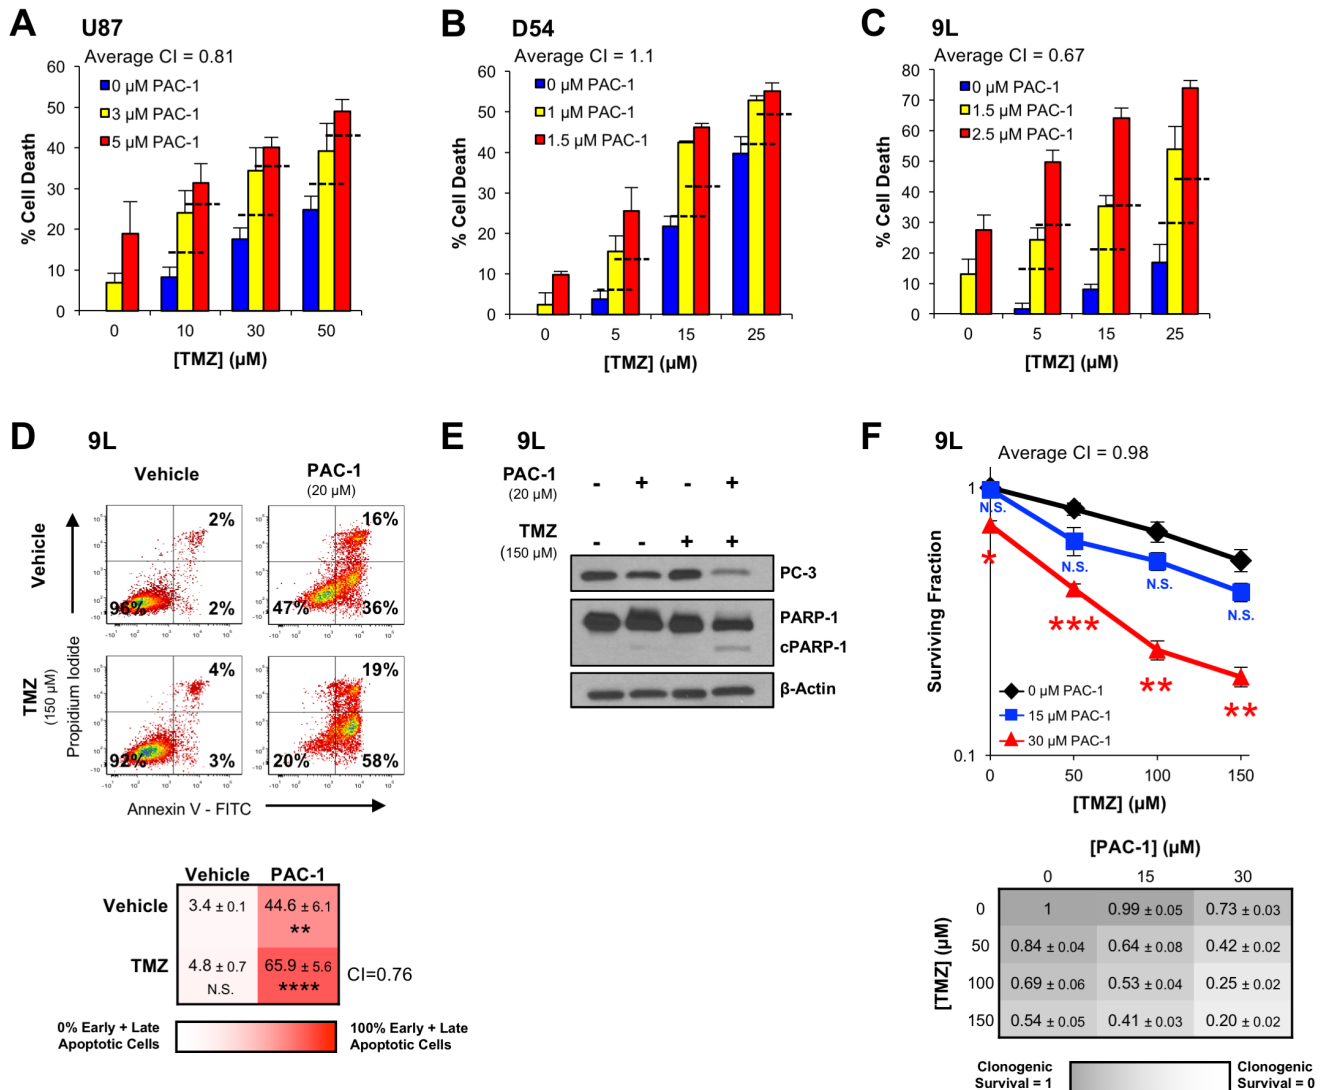 A
U87
Average CI = 0.81
0 µM PAC-1
3 µM PAC-1
5 µM PAC-1
% Cell Death
60
50
40
30
20
10
0
0 10 30 50
[TMZ] (µM)
B
D54
Average CI = 1.1
0 µM PAC-1
1 µM PAC-1
1.5 µM PAC-1
% Cell Death
60
50
40
30
20
10
0
0 5 15 25
[TMZ] (µM)
C
9L
Average CI = 0.67
0 µM PAC-1
1.5 µM PAC-1
2.5 µM PAC-1
% Cell Death
80
70
60
50
40
30
20
10
0
0 5 15 25
[TMZ] (µM)
D
9L
Vehicle
PAC-1
(20 µM)
Vehicle
2%
96%
2%
16%
47%
36%
TMZ
(150 µM)
Propidium Iodide
4%
92%
3%
19%
20%
58%
Annexin V - FITC
Vehicle PAC-1
Vehicle 3.4 ± 0.1 44.6 ± 6.1
**
TMZ 4.8 ± 0.7 65.9 ± 5.6 CI=0.76
N.S. ****
0% Early + Late
Apoptotic Cells
100% Early + Late
Apoptotic Cells
E
9L
PAC-1 - + - +
(20 µM)
TMZ - - + +
(150 µM)
PC-3
PARP-1
cPARP-1
β-Actin
F
9L
Average CI = 0.98
Surviving Fraction
1
0.1
N.S.
N.S.
N.S.
N.S.
*
***
**
**
0 µM PAC-1
15 µM PAC-1
30 µM PAC-1
0 50 100 150
[TMZ] (µM)
[PAC-1] (µM)
0 15 30
[TMZ] (µM)
0 1 0.99 ± 0.05 0.73 ± 0.03
50 0.84 ± 0.04 0.64 ± 0.08 0.42 ± 0.02
100 0.69 ± 0.06 0.53 ± 0.04 0.25 ± 0.02
150 0.54 ± 0.05 0.41 ± 0.03 0.20 ± 0.02
Clonogenic
Survival = 1
Clonogenic
Survival = 0